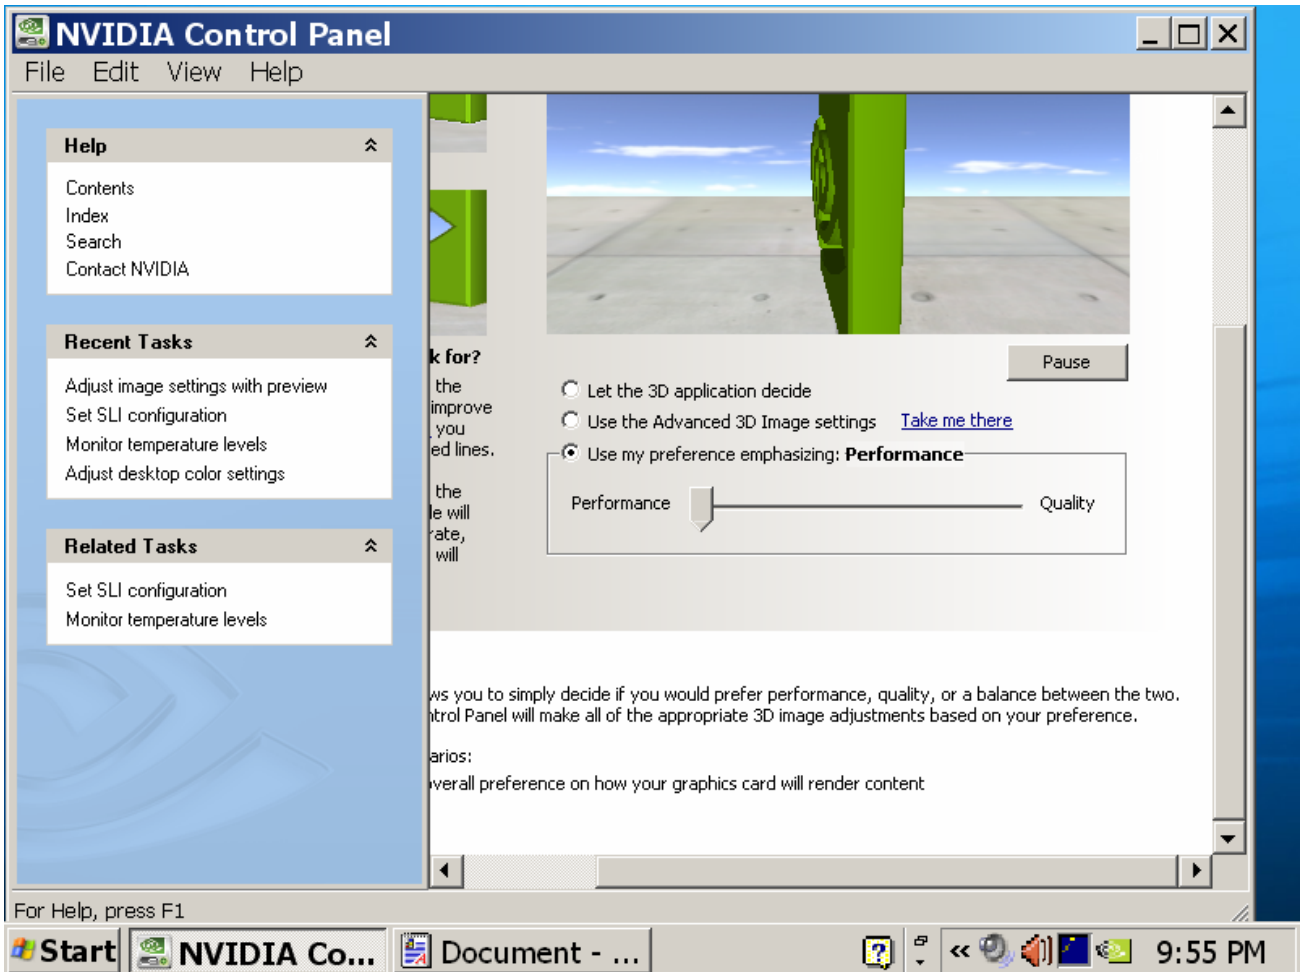 NVIDIA Control Panel
File Edit View Help
Help
Contents
Index
Search
Contact NVIDIA
Recent Tasks
Adjust image settings with preview
Set SLI configuration
Monitor temperature levels
Adjust desktop color settings
Related Tasks
Set SLI configuration
Monitor temperature levels
k for?
the
improve
you
ed lines.
the
le will
rate,
will
Pause
Let the 3D application decide
Use the Advanced 3D Image settings Take me there
Use my preference emphasizing: Performance
Performance Quality
ws you to simply decide if you would prefer performance, quality, or a balance between the two.
ntrol Panel will make all of the appropriate 3D image adjustments based on your preference.
arios:
overall preference on how your graphics card will render content
For Help, press F1
Start NVIDIA Co... Document - ... 9:55 PM